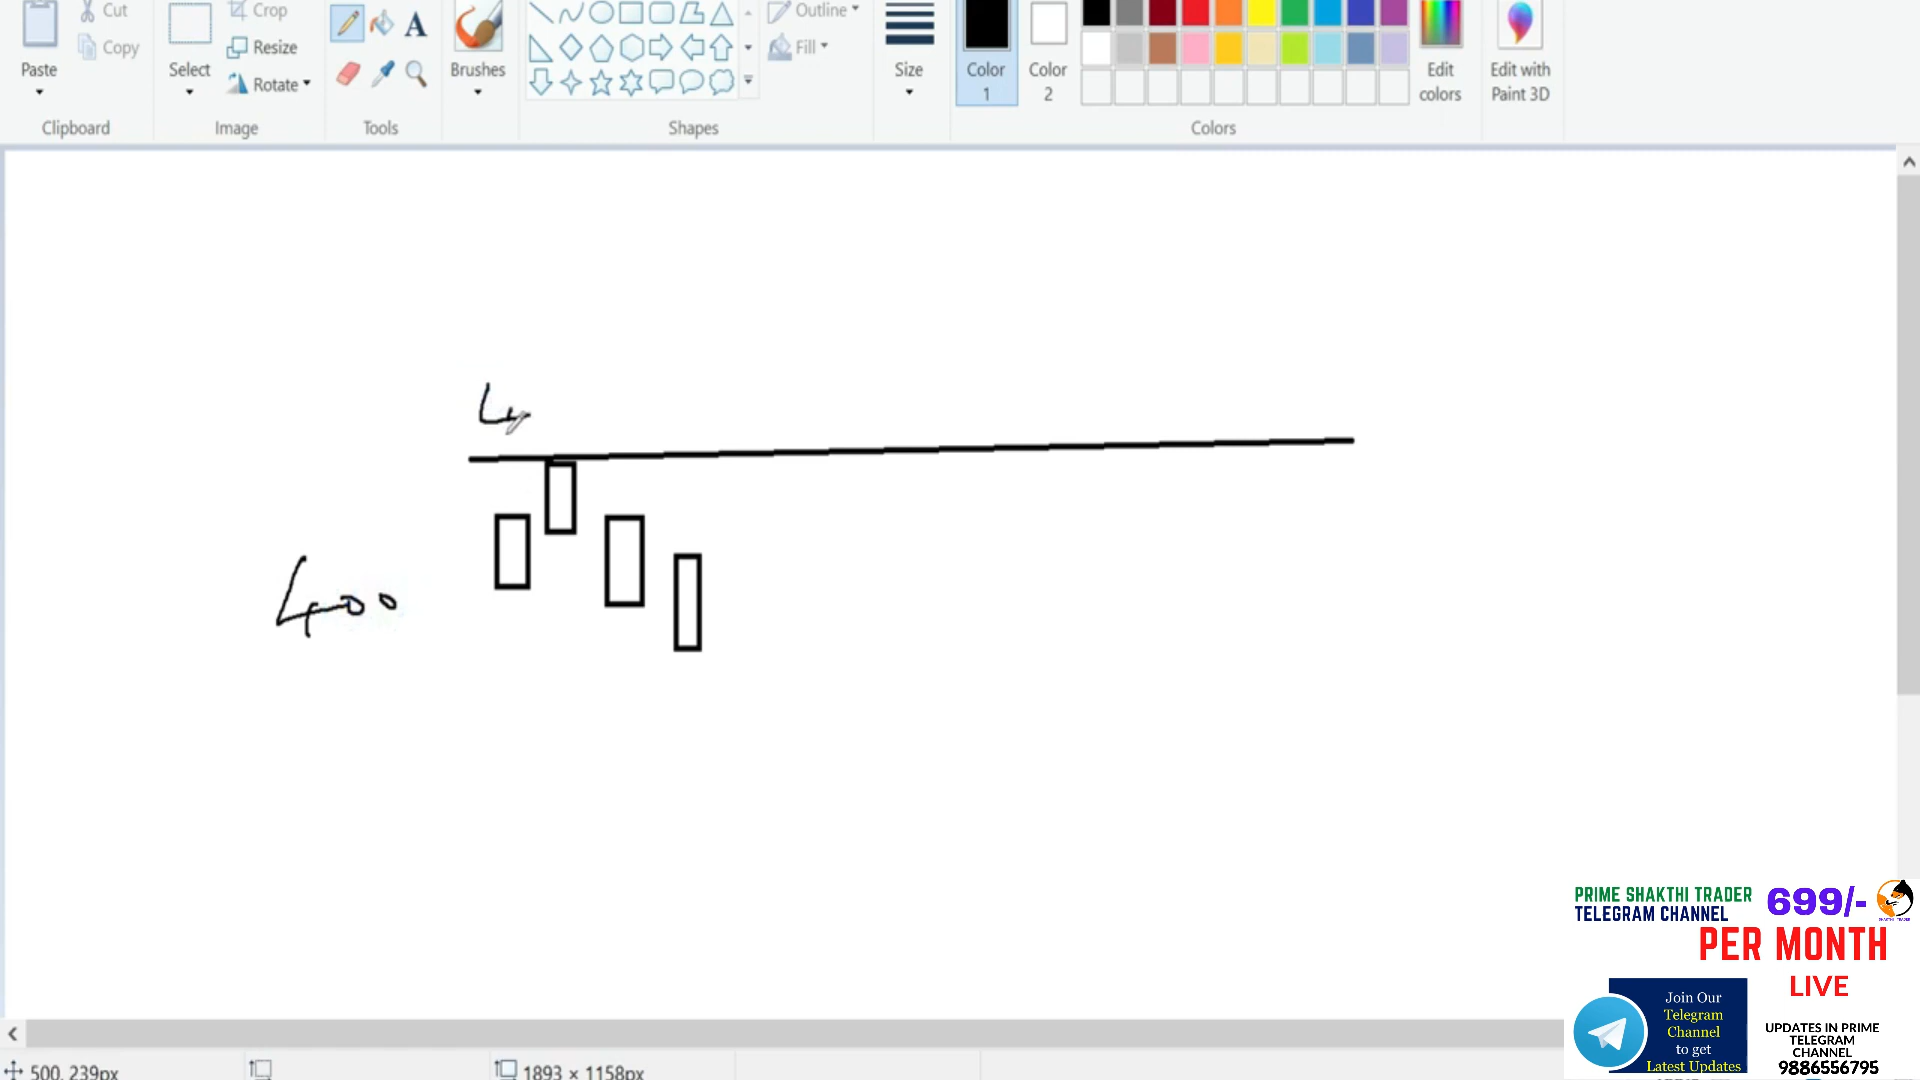 Paste
Cut
Copy
Clipboard
Select
Crop
Resize
Rotate
Image
Tools
Brushes
Shapes
Outline
Fill
Size
Color
1
Color
2
Colors
Edit
colors
Edit with
Paint 3D
400
500, 239px
1893 × 1158px
PRIME SHAKTHI TRADER
TELEGRAM CHANNEL
699/-
PER MONTH
LIVE
Join Our
Telegram
Channel
to get
Latest Updates
UPDATES IN PRIME
TELEGRAM
CHANNEL
9886556795